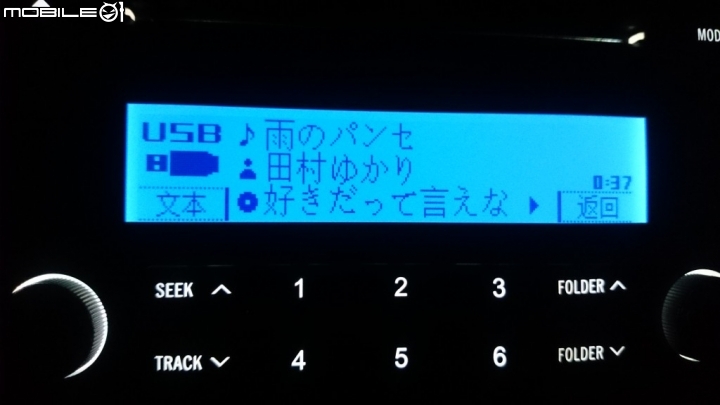 MOBILE01
MOD
USB ♪雨のパンセ
田村ゆかり
0:37
文本 好きだって言えな 返回
SEEK 1 2 3 FOLDER
TRACK 4 5 6 FOLDER